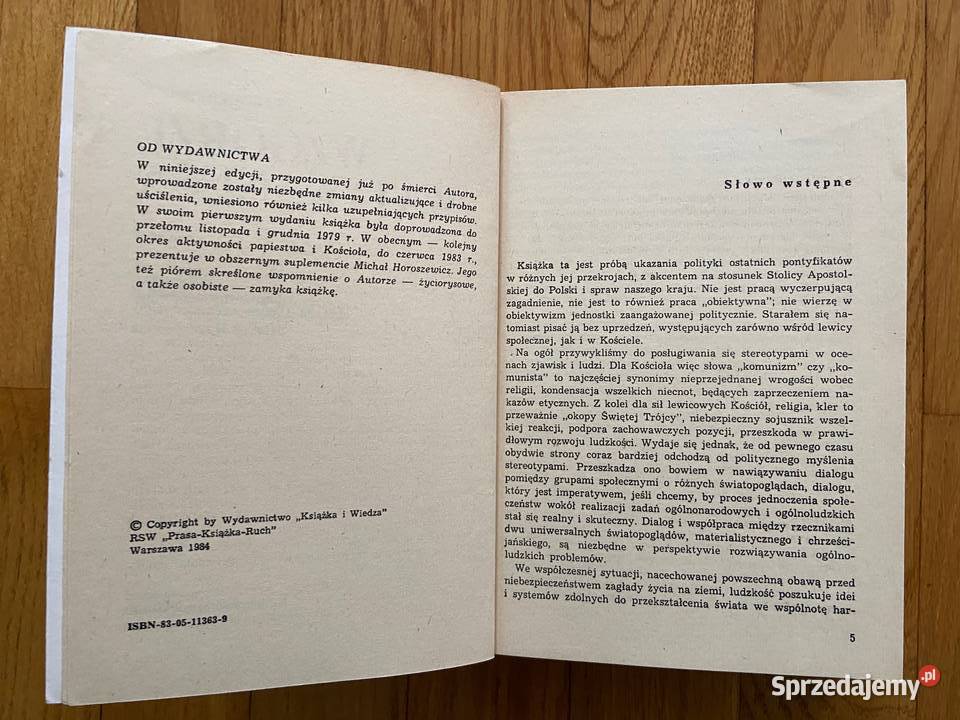 OD WYDAWNICTWA
W niniejszej edycji, przygotowanej już po śmierci Autora,
wprowadzone zostały niezbędne zmiany aktualizujące i drobne
uściślenia, wniesiono również kilka uzupełniających przypisów.
W swoim pierwszym wydaniu książka była doprowadzona do
przełomu listopada i grudnia 1979 r. W obecnym — kolejny
okres aktywności papiestwa i Kościoła, do czerwca 1983 r.,
prezentuje w obszernym suplemencie Michał Horoszewicz. Jego
też piórem skreślone wspomnienie o Autorze — życiorysowe,
a także osobiste — zamyka książkę.
© Copyright by Wydawnictwo „Książka i Wiedza”
RSW „Prasa-Książka-Ruch”
Warszawa 1984
ISBN-83-05-11363-9
Słowo wstępne
Książka ta jest próbą ukazania polityki ostatnich pontyfikatów
w różnych jej przekrojach, z akcentem na stosunek Stolicy Apostol-
skiej do Polski i spraw naszego kraju. Nie jest pracą wyczerpującą
zagadnienie, nie jest to również praca „obiektywna”; nie wierzę w
obiektywizm jednostki zaangażowanej politycznie. Starałem się na-
tomiast pisać ją bez uprzedzeń, występujących zarówno wśród lewicy
społecznej, jak i w Kościele.
Na ogół przywykliśmy do posługiwania się stereotypami w oce-
nach zjawisk i ludzi. Dla Kościoła więc słowa „komunizm” czy „ko-
munista” to najczęściej synonimy nieprzejednanej wrogości wobec
religii, kondensacja wszelkich niecnot, będących zaprzeczeniem na-
kazów etycznych. Z kolei dla sił lewicowych Kościół, religia, kler to
przeważnie „okopy Świętej Trójcy”, niebezpieczny sojusznik wszel-
kiej reakcji, podpora zachowawczych pozycji, przeszkoda w prawi-
dłowym rozwoju ludzkości. Wydaje się jednak, że od pewnego czasu
obydwie strony coraz bardziej odchodzą od politycznego myślenia
stereotypami. Przeszkadza ono bowiem w nawiązywaniu dialogu
pomiędzy grupami społecznymi o różnych światopoglądach, dialogu,
który jest imperatywem, jeśli chcemy, by proces jednoczenia społe-
czeństw wokół realizacji zadań ogólnonarodowych i ogólnoludzkich
stał się realny i skuteczny. Dialog i współpraca między rzecznikami
dwu uniwersalnych światopoglądów, materialistycznego i chrześci-
jańskiego, są niezbędne w perspektywie rozwiązywania ogólno-
ludzkich problemów.
We współczesnej sytuacji, nacechowanej powszechną obawą przed
niebezpieczeństwem zagłady życia na ziemi, ludzkość poszukuje idei
i systemów zdolnych do przekształcenia świata we wspólnotę har-
5
Sprzedajemy.pl